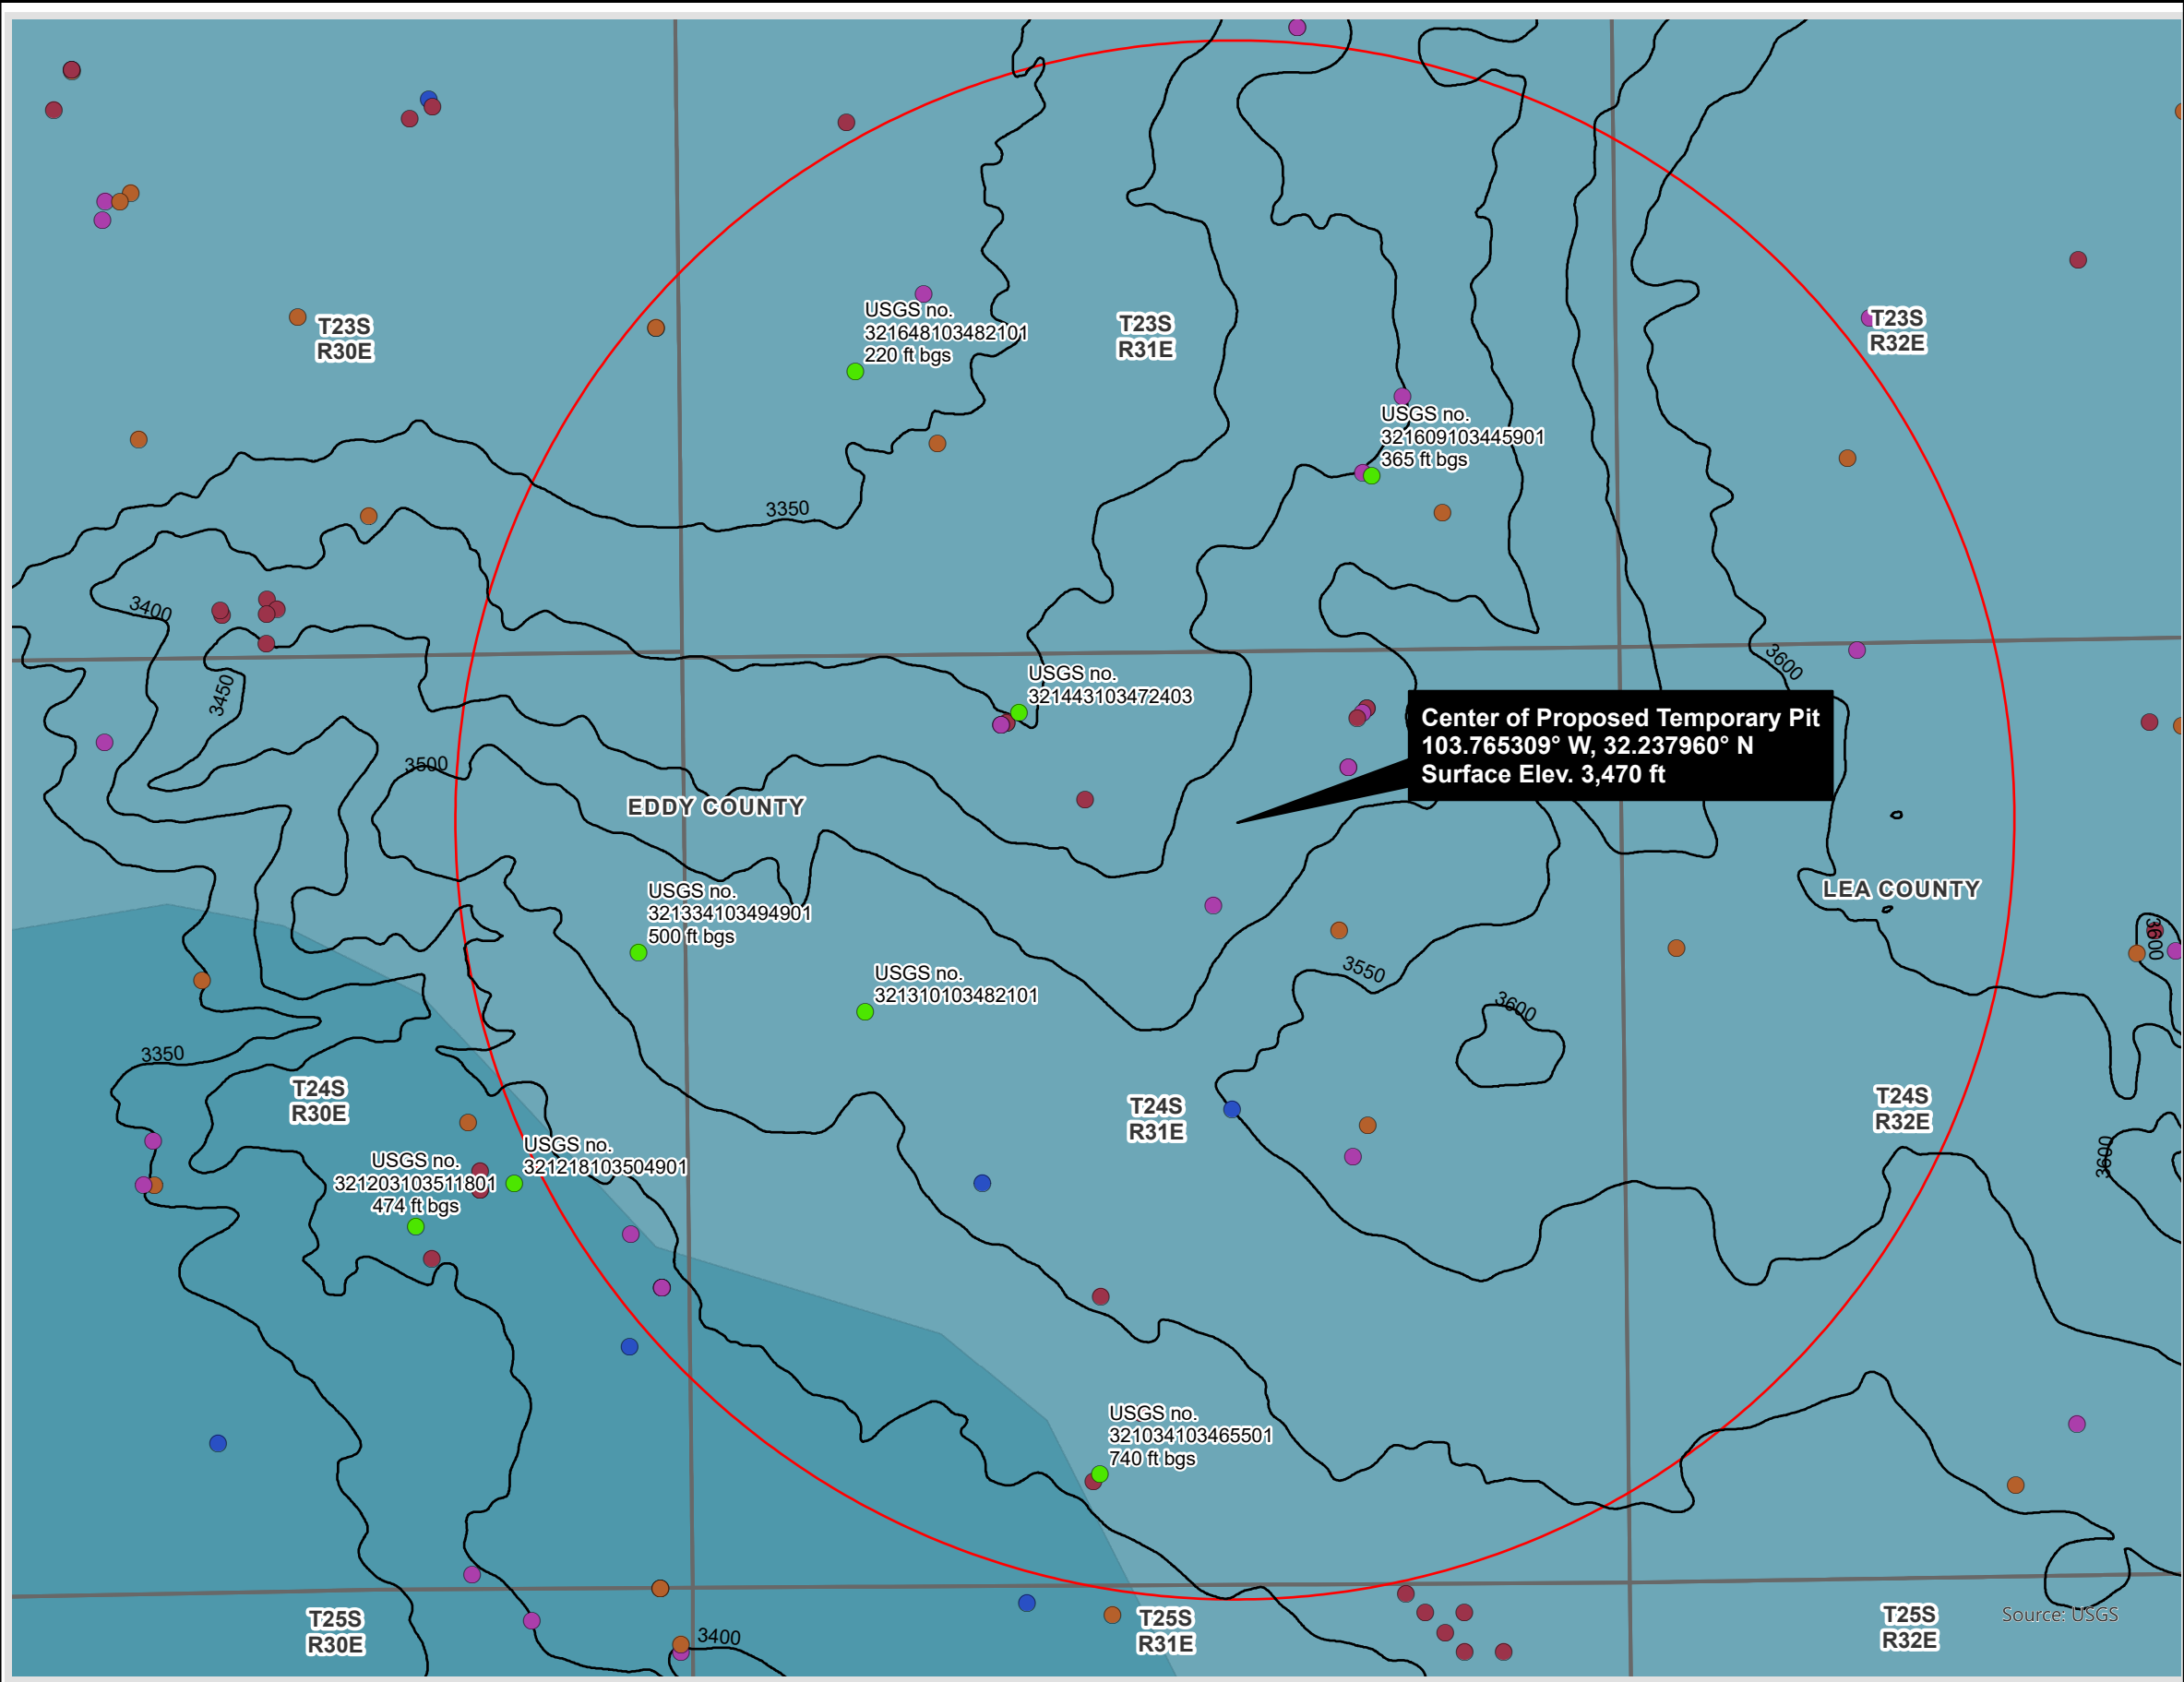 T23S
R30E
USGS no.
321648103482101
220 ft bgs
T23S
R31E
T23S
R32E
USGS no.
321609103445901
365 ft bgs
3350
3400
3450
3500
3600
USGS no.
321443103472403
Center of Proposed Temporary Pit
103.765309° W, 32.237960° N
Surface Elev. 3,470 ft
EDDY COUNTY
LEA COUNTY
USGS no.
321334103494901
500 ft bgs
USGS no.
321310103482101
3550
3600
3600
3350
T24S
R30E
T24S
R31E
T24S
R32E
3600
USGS no.
321218103504901
USGS no.
321203103511801
474 ft bgs
USGS no.
321034103465501
740 ft bgs
T25S
R30E
3400
T25S
R31E
T25S
R32E
Source: USGS